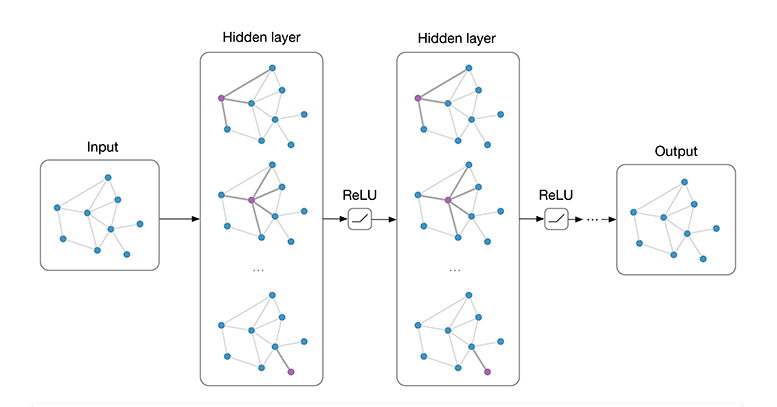 Hidden layer
Hidden layer
Input
Output
ReLU
ReLU
...
...
...